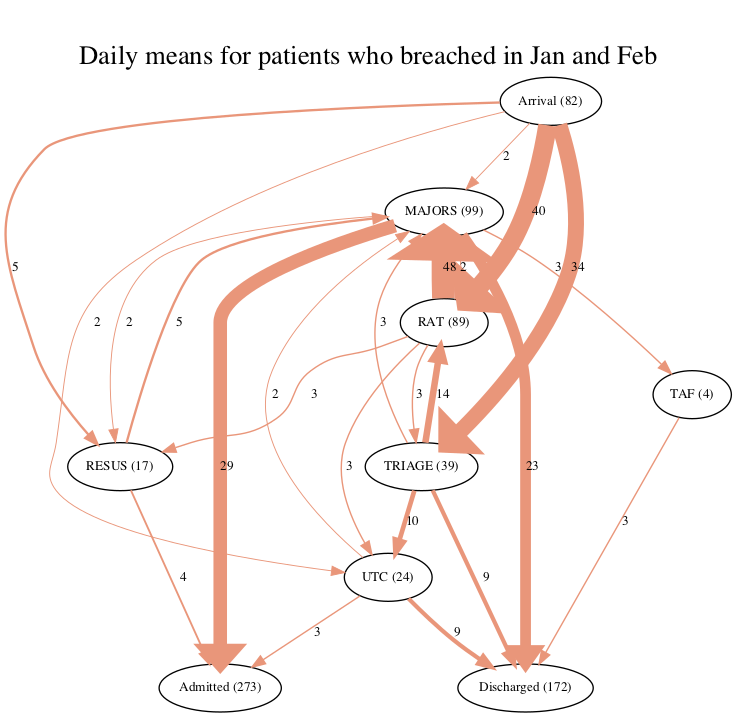 Daily means for patients who breached in Jan and Feb
Arrival (82)
2
MAJORS (99)
40
5
48 2
3 34
2
2
5
3
RAT (89)
2
3
3
14
TAF (4)
RESUS (17)
29
3
TRIAGE (39)
23
10
3
4
UTC (24)
9
3
9
Admitted (273)
Discharged (172)